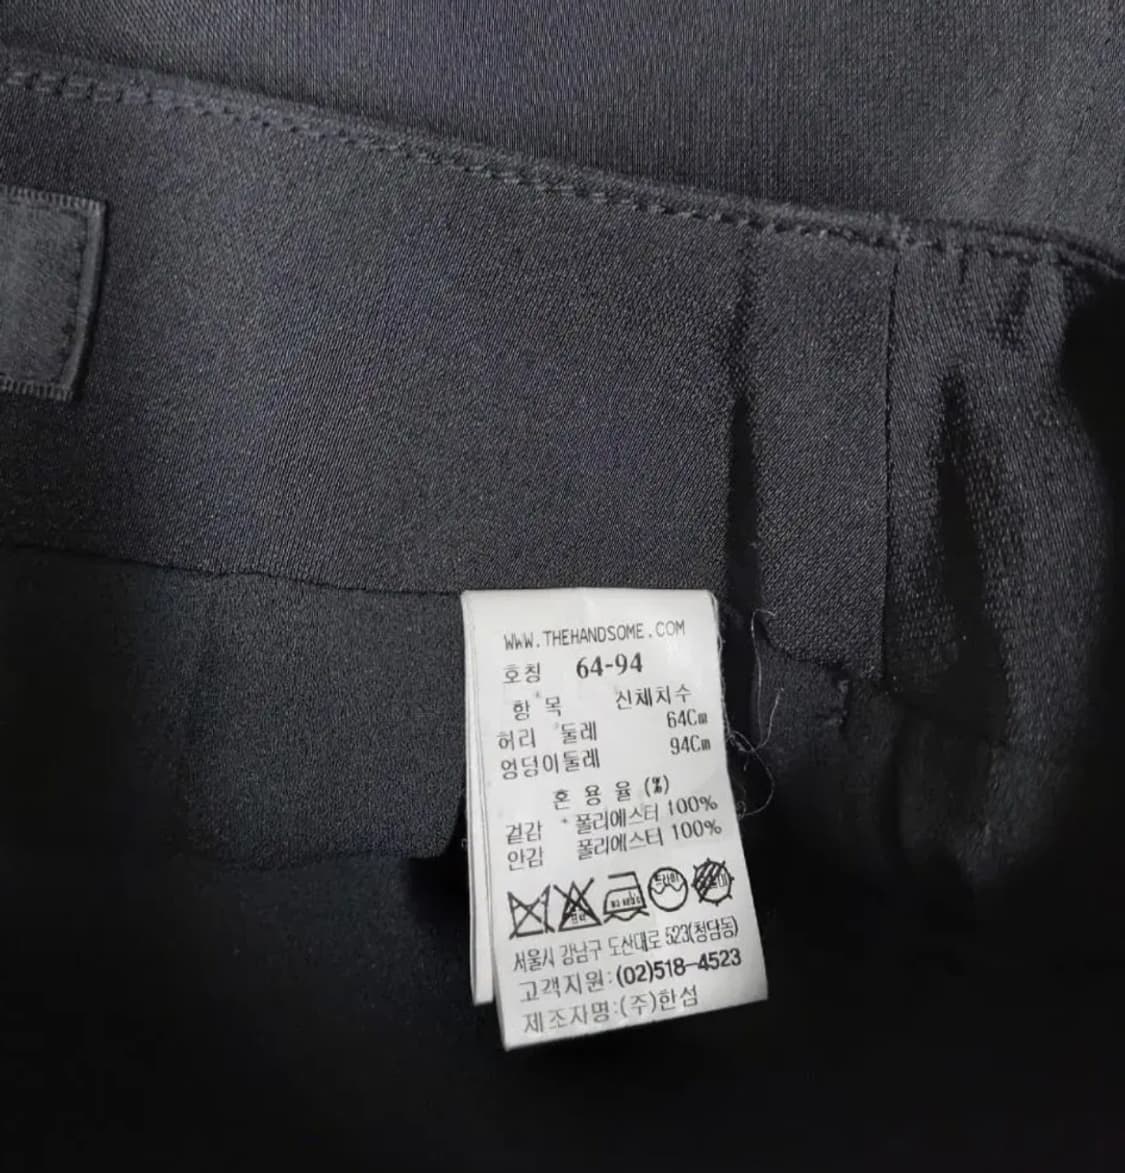 WWW.THEHANDSOME.COM
호칭 64-94
항 목 신체치수
허리 둘레 64Cm
엉덩이둘레 94Cm
혼 용 율 (%)
겉감 폴리에스터 100%
안감 폴리에스터 100%
드라이
서울시 강남구 도산대로 523(청담동)
고객지원:(02)518-4523
제조자명:(주)한섬